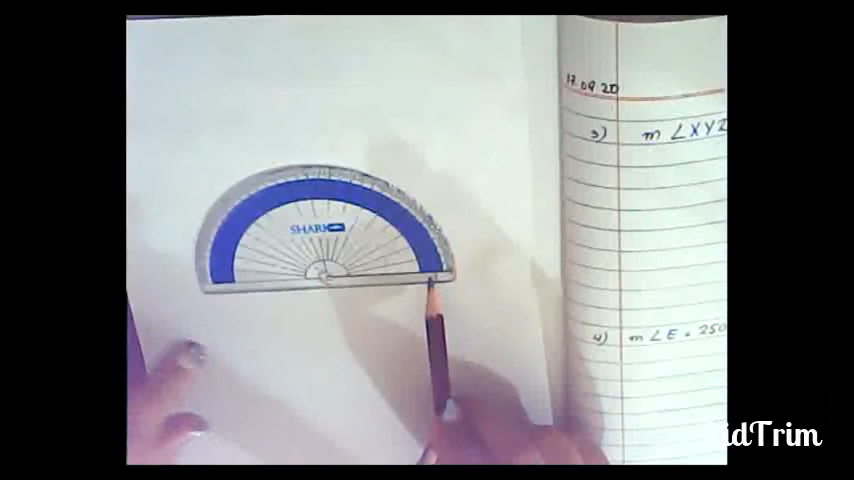 17.09 20
3) m ∠XYZ
SHARK
4) m ∠E = 250
idTrim